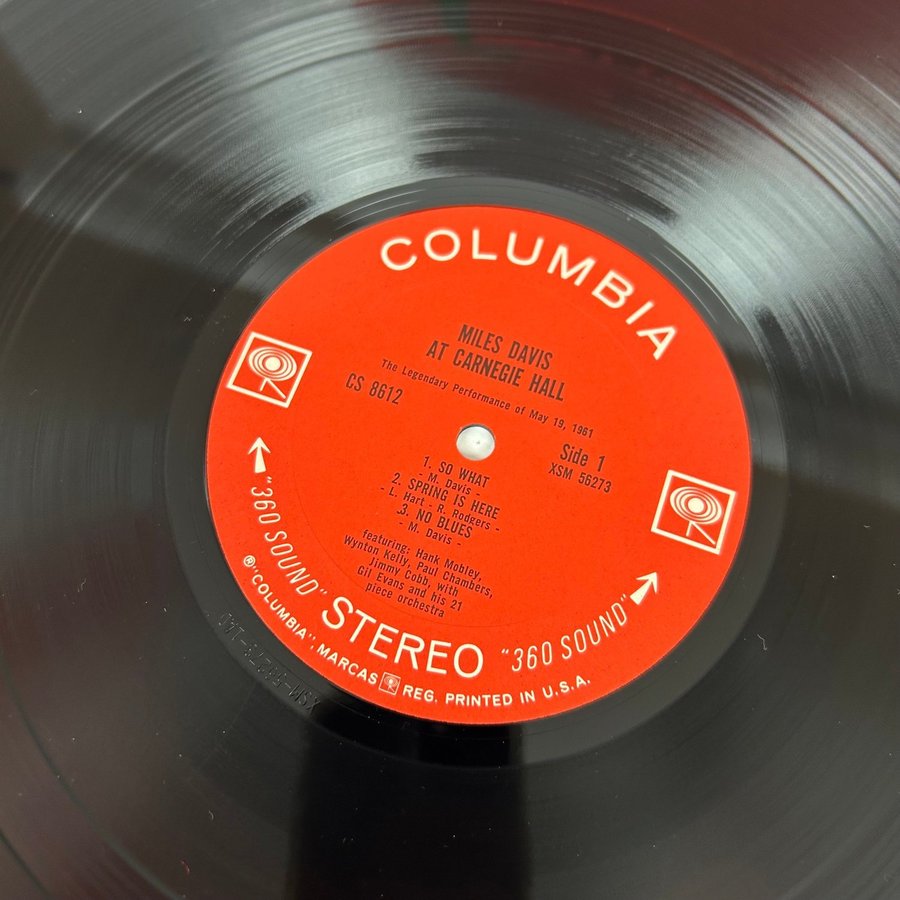 COLUMBIA
MILES DAVIS
AT CARNEGIE HALL
The Legendary Performance of May 19, 1961
CS 8612
Side 1
XSM 56273
1. SO WHAT
- M. Davis -
2. SPRING IS HERE
- L. Hart - R. Rodgers -
3. NO BLUES
- M. Davis -
featuring: Hank Mobley,
Wynton Kelly, Paul Chambers,
Jimmy Cobb, with
Gil Evans and his 21
piece orchestra
"360 SOUND" STEREO "360 SOUND"
®"COLUMBIA", MARCAS REG. PRINTED IN U.S.A.